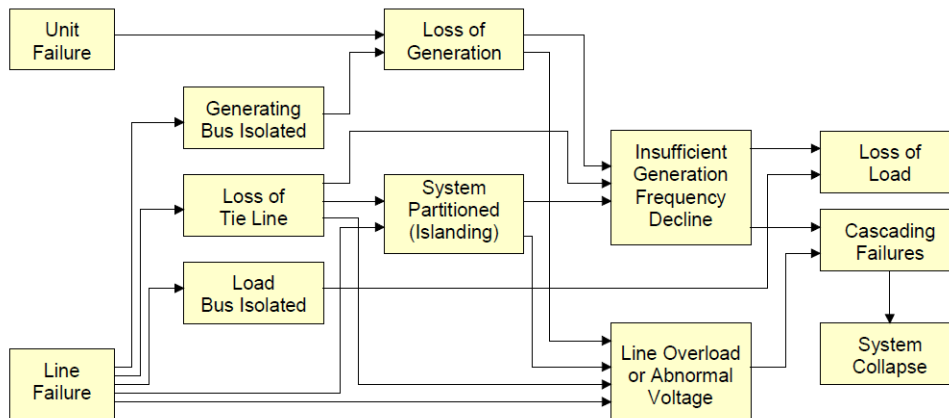 Unit
Failure
Loss of
Generation
Generating
Bus Isolated
Loss of
Tie Line
System
Partitioned
(Islanding)
Insufficient
Generation
Frequency
Decline
Loss of
Load
Load
Bus Isolated
Cascading
Failures
Line
Failure
Line Overload
or Abnormal
Voltage
System
Collapse